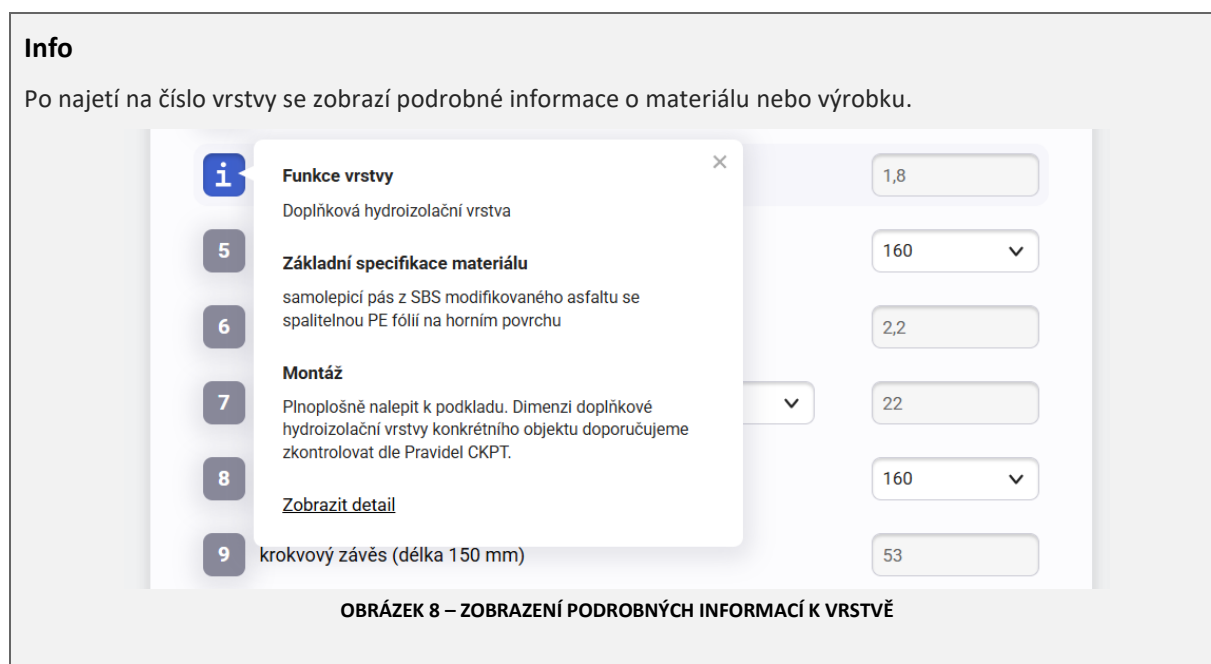 Info
Po najetí na číslo vrstvy se zobrazí podrobné informace o materiálu nebo výrobku.
i
Funkce vrstvy
1,8
Doplňková hydroizolační vrstva
5
160
Základní specifikace materiálu
samolepicí pás z SBS modifikovaného asfaltu se
spalitelnou PE fólií na horním povrchu
6
2,2
Montáž
7
22
Plnoplošně nalepit k podkladu. Dimenzi doplňkové
hydroizolační vrstvy konkrétního objektu doporučujeme
zkontrolovat dle Pravidel CKPT.
8
160
Zobrazit detail
9 krokvový závěs (délka 150 mm) 53
OBRÁZEK 8 – ZOBRAZENÍ PODROBNÝCH INFORMACÍ K VRSTVĚ